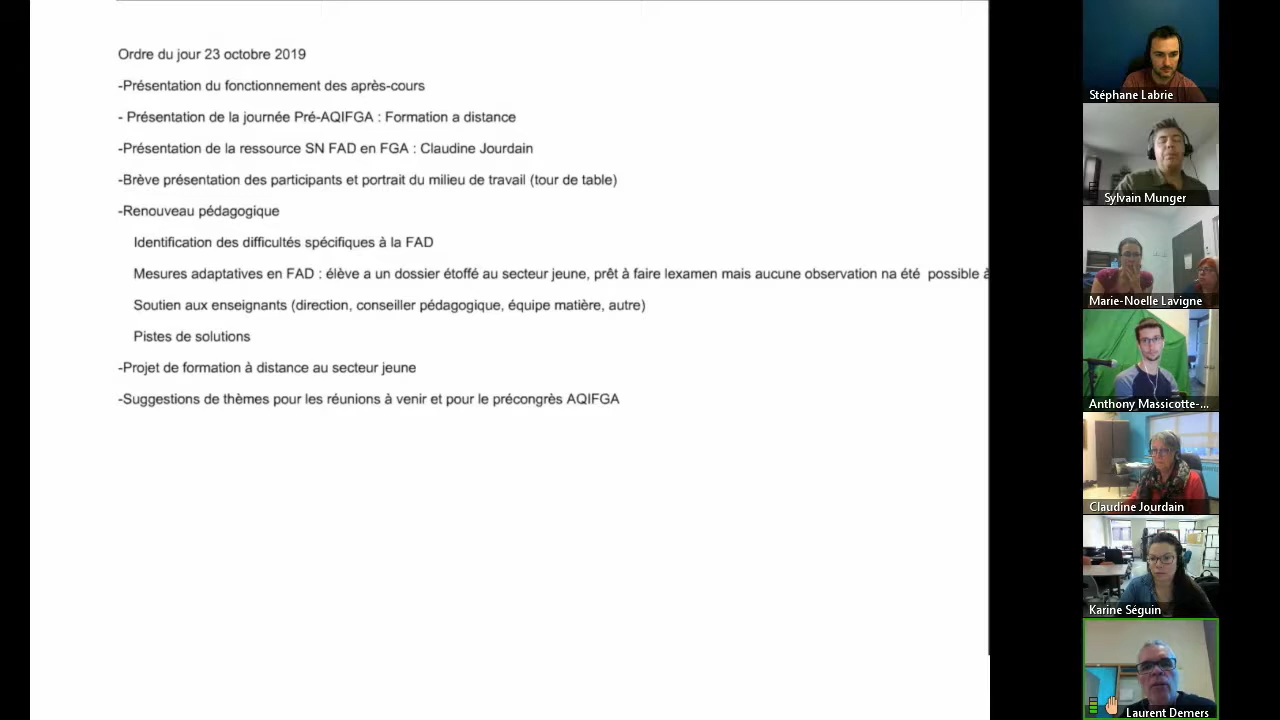 Ordre du jour 23 octobre 2019
-Présentation du fonctionnement des après-cours
- Présentation de la journée Pré-AQIFGA : Formation a distance
-Présentation de la ressource SN FAD en FGA : Claudine Jourdain
-Brève présentation des participants et portrait du milieu de travail (tour de table)
-Renouveau pédagogique
Identification des difficultés spécifiques à la FAD
Mesures adaptatives en FAD : élève a un dossier étoffé au secteur jeune, prêt à faire lexamen mais aucune observation na été possible à
Soutien aux enseignants (direction, conseiller pédagogique, équipe matière, autre)
Pistes de solutions
-Projet de formation à distance au secteur jeune
-Suggestions de thèmes pour les réunions à venir et pour le précongrès AQIFGA
Stéphane Labrie
Sylvain Munger
Marie-Noelle Lavigne
Anthony Massicotte-...
Claudine Jourdain
Karine Séguin
Laurent Demers